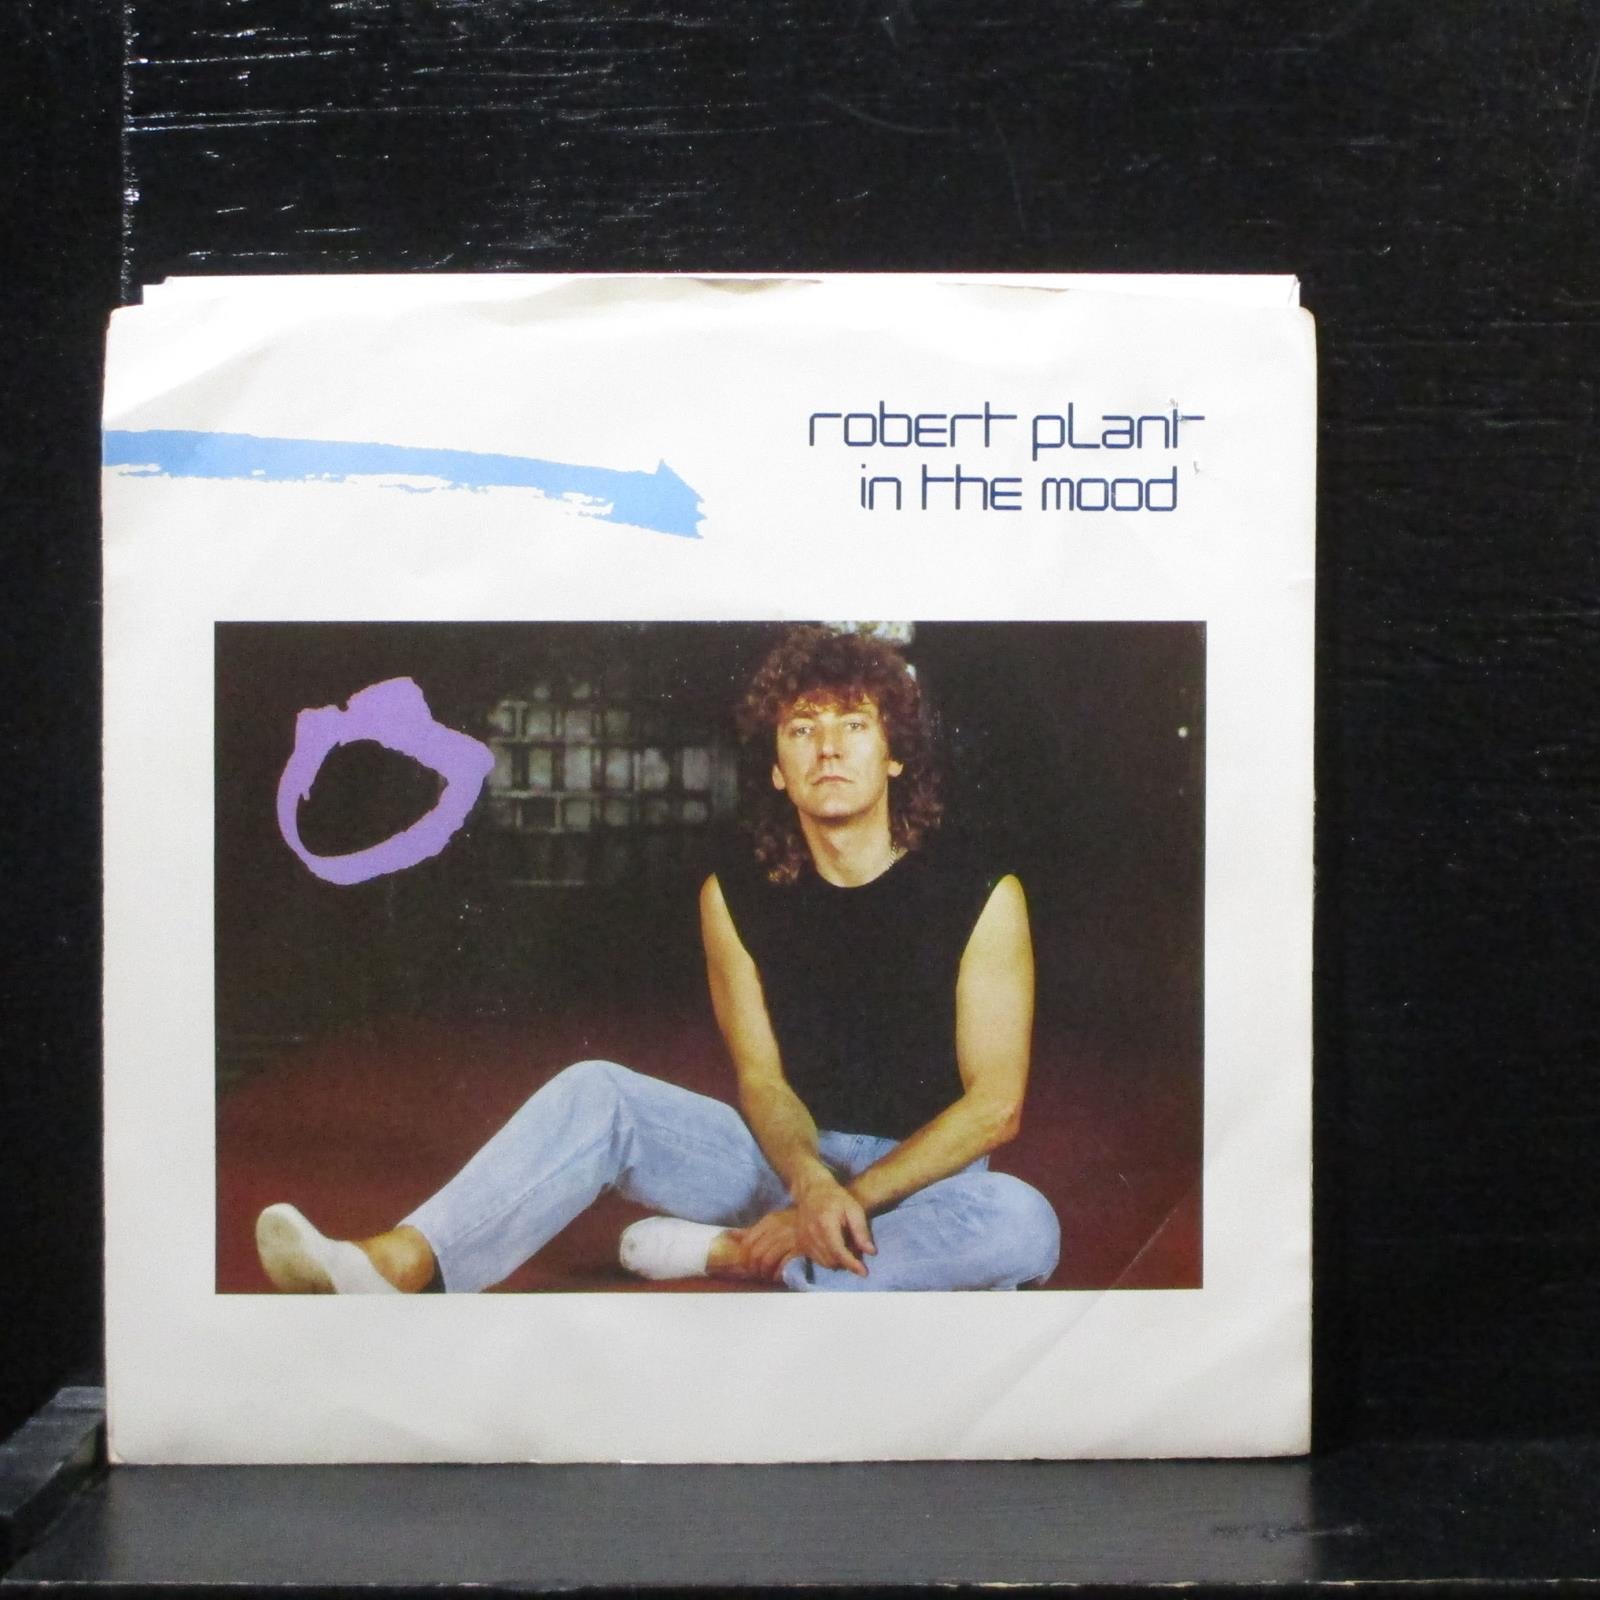 robert plant
in the mood